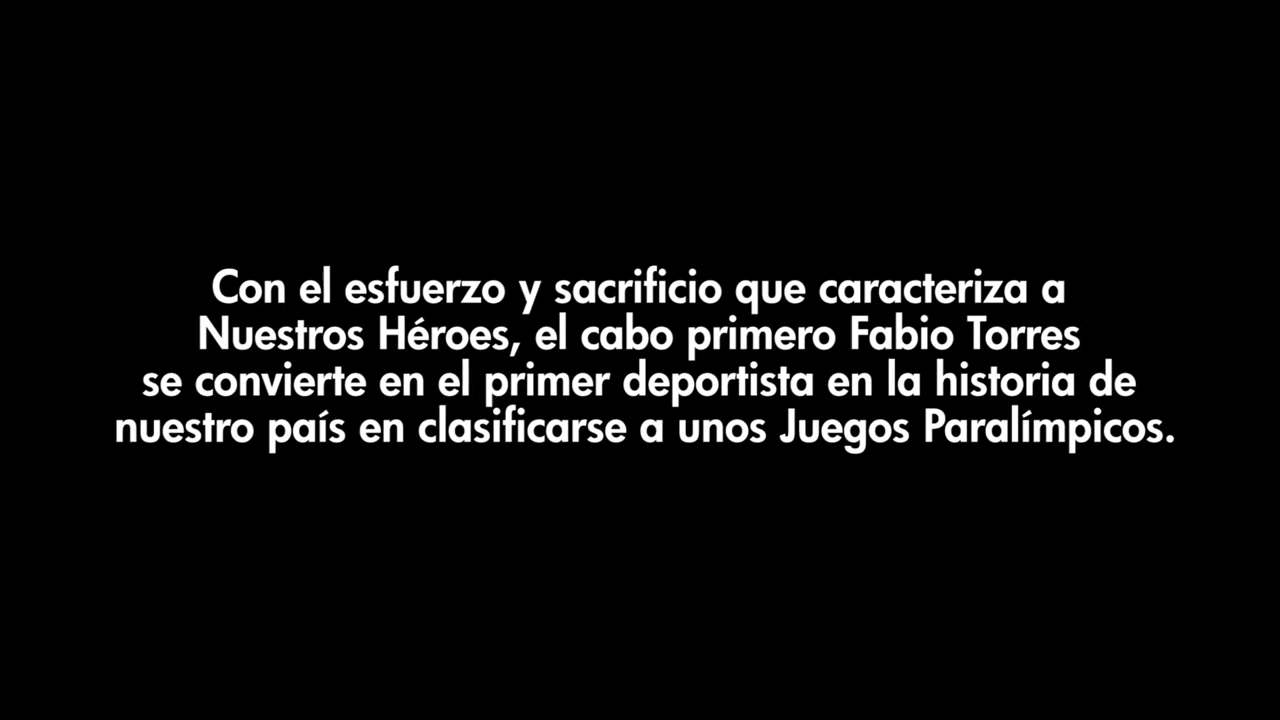 Con el esfuerzo y sacrificio que caracteriza a
Nuestros Héroes, el cabo primero Fabio Torres
se convierte en el primer deportista en la historia de
nuestro país en clasificarse a unos Juegos Paralímpicos.